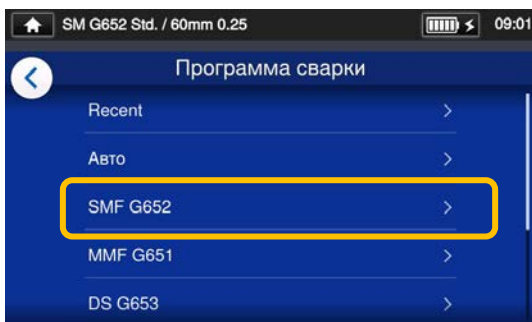 SM G652 Std. / 60mm 0.25 09:01
Программа сварки
Recent
Авто
SMF G652
MMF G651
DS G653